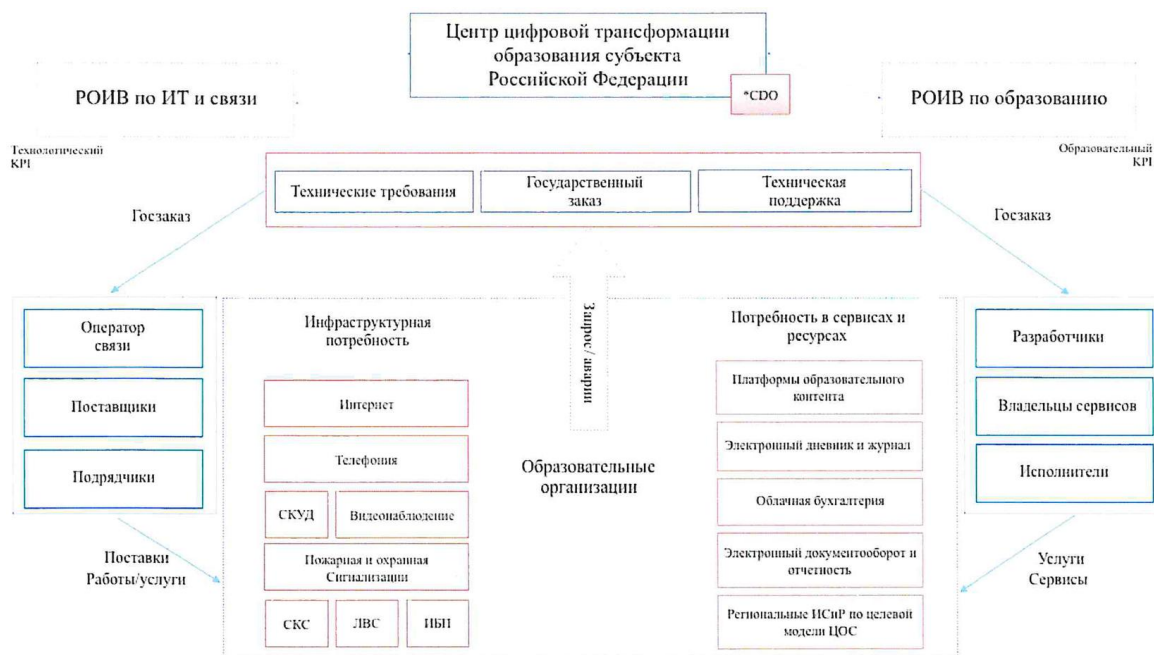 Центр цифровой трансформации
образования субъекта
Российской Федерации
*CDO
РОИВ по ИТ и связи
РОИВ по образованию
Технологический
KPI
Образовательный
KPI
Технические требования
Государственный
заказ
Техническая
поддержка
Госзаказ
Госзаказ
Запрос/ аварии
Оператор
связи
Поставщики
Подрядчики
Поставки
Работы/услуги
Инфраструктурная
потребность
Интернет
Телефония
СКУД
Видеонаблюдение
Пожарная и охранная
Сигнализации
СКС
ЛВС
ИБП
Образовательные
организации
Потребность в сервисах и
ресурсах
Платформы образовательного
контента
Электронный дневник и журнал
Облачная бухгалтерия
Электронный документооборот и
отчетность
Региональные ИСиР по целевой
модели ЦОС
Разработчики
Владельцы сервисов
Исполнители
Услуги
Сервисы